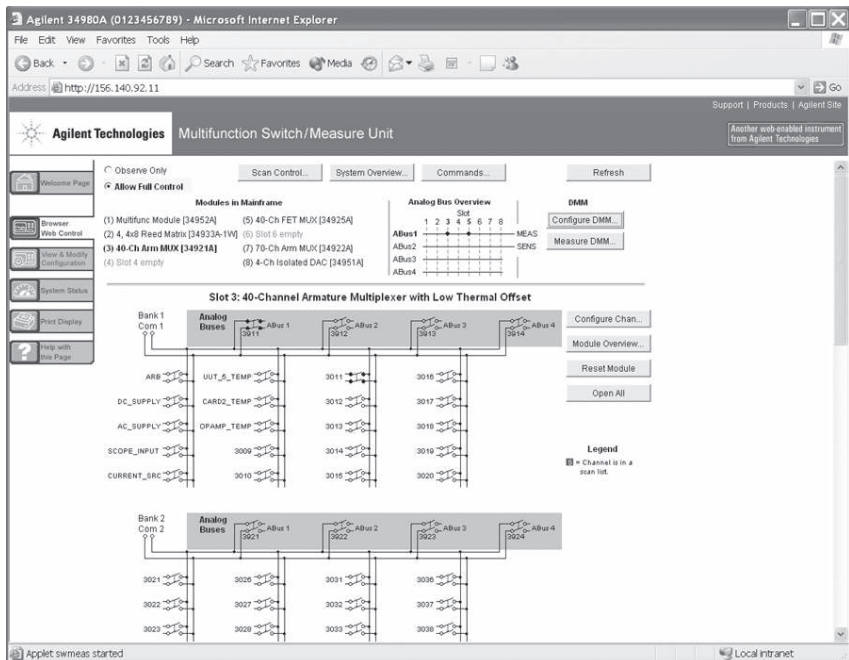 Agilent 34980A (0123456789) - Microsoft Internet Explorer
File Edit View Favorites Tools Help
Back Search Favorites Media
Address http://156.140.92.11 Go
Support | Products | Agilent Site
Agilent Technologies Multifunction Switch/Measure Unit
Another web-enabled instrument
from Agilent Technologies
Welcome Page
Browser
Web Control
View & Modify
Configuration
System Status
Print Display
Help with
this Page
Observe Only
Allow Full Control
Scan Control... System Overview... Commands... Refresh
Modules in Mainframe
(1) Multifunc Module [34952A] (5) 40-Ch FET MUX [34925A]
(2) 4, 4x8 Reed Matrix [34933A-1W] (6) Slot 6 empty
(3) 40-Ch Arm MUX [34921A] (7) 70-Ch Arm MUX [34922A]
(4) Slot 4 empty (8) 4-Ch Isolated DAC [34951A]
Analog Bus Overview
Slot
1 2 3 4 5 6 7 8
ABus1 MEAS
ABus2 SENS
ABus3
ABus4
DMM
Configure DMM...
Measure DMM...
Slot 3: 40-Channel Armature Multiplexer with Low Thermal Offset
Bank 1
Com 1
Analog
Buses
ABus 1 ABus 2 ABus 3 ABus 4
3911 3912 3913 3914
ARB UUT_5_TEMP 3011 3016
DC_SUPPLY CARD2_TEMP 3012 3017
AC_SUPPLY OPAMP_TEMP 3013 3018
SCOPE_INPUT 3009 3014 3019
CURRENT_SRC 3010 3015 3020
Configure Chan...
Module Overview...
Reset Module
Open All
Legend
= Channel is in a
scan list.
Bank 2
Com 2
Analog
Buses
ABus 1 ABus 2 ABus 3 ABus 4
3921 3922 3923 3924
3021 3026 3031 3036
3022 3027 3032 3037
3023 3028 3033 3038
Applet swmeas started Local intranet